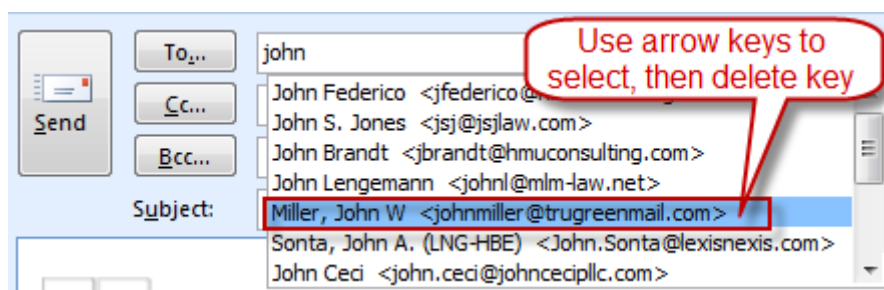 To...
john
Use arrow keys to
select, then delete key
Send
Cc...
Bcc...
Subject:
John Federico <jfederico@
John S. Jones <jsj@jsjlaw.com>
John Brandt <jbrandt@hmuconsulting.com>
John Lengemann <johnl@mlm-law.net>
Miller, John W <johnmiller@trugreenmail.com>
Sonta, John A. (LNG-HBE) <John.Sonta@lexisnexis.com>
John Ceci <john.ceci@johncecipllc.com>